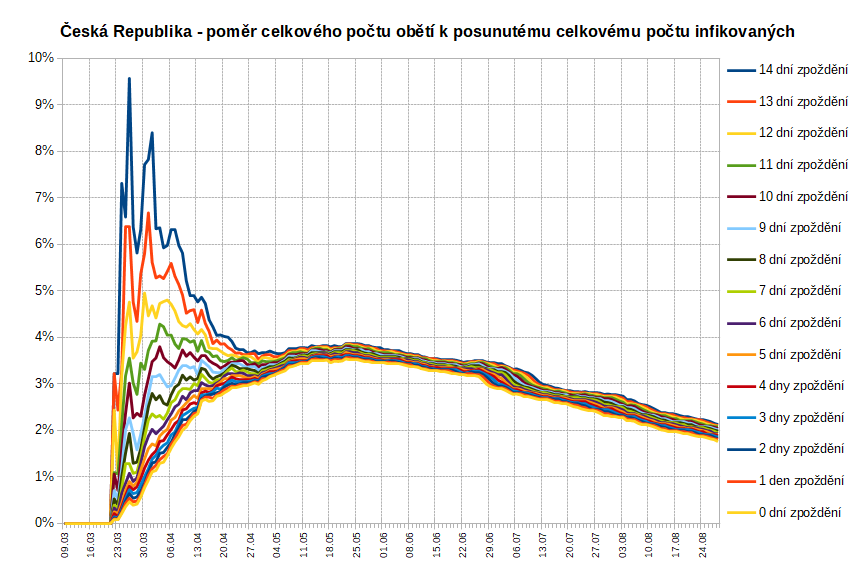 Česká Republika - poměr celkového počtu obětí k posunutému celkovému počtu infikovaných
10%
9%
8%
7%
6%
5%
4%
3%
2%
1%
0%
09.03
16.03
23.03
30.03
06.04
13.04
20.04
27.04
04.05
11.05
18.05
25.05
01.06
08.06
15.06
22.06
29.06
06.07
13.07
20.07
27.07
03.08
10.08
17.08
24.08
14 dní zpoždění
13 dní zpoždění
12 dní zpoždění
11 dní zpoždění
10 dní zpoždění
9 dní zpoždění
8 dní zpoždění
7 dní zpoždění
6 dní zpoždění
5 dní zpoždění
4 dny zpoždění
3 dny zpoždění
2 dny zpoždění
1 den zpoždění
0 dní zpoždění